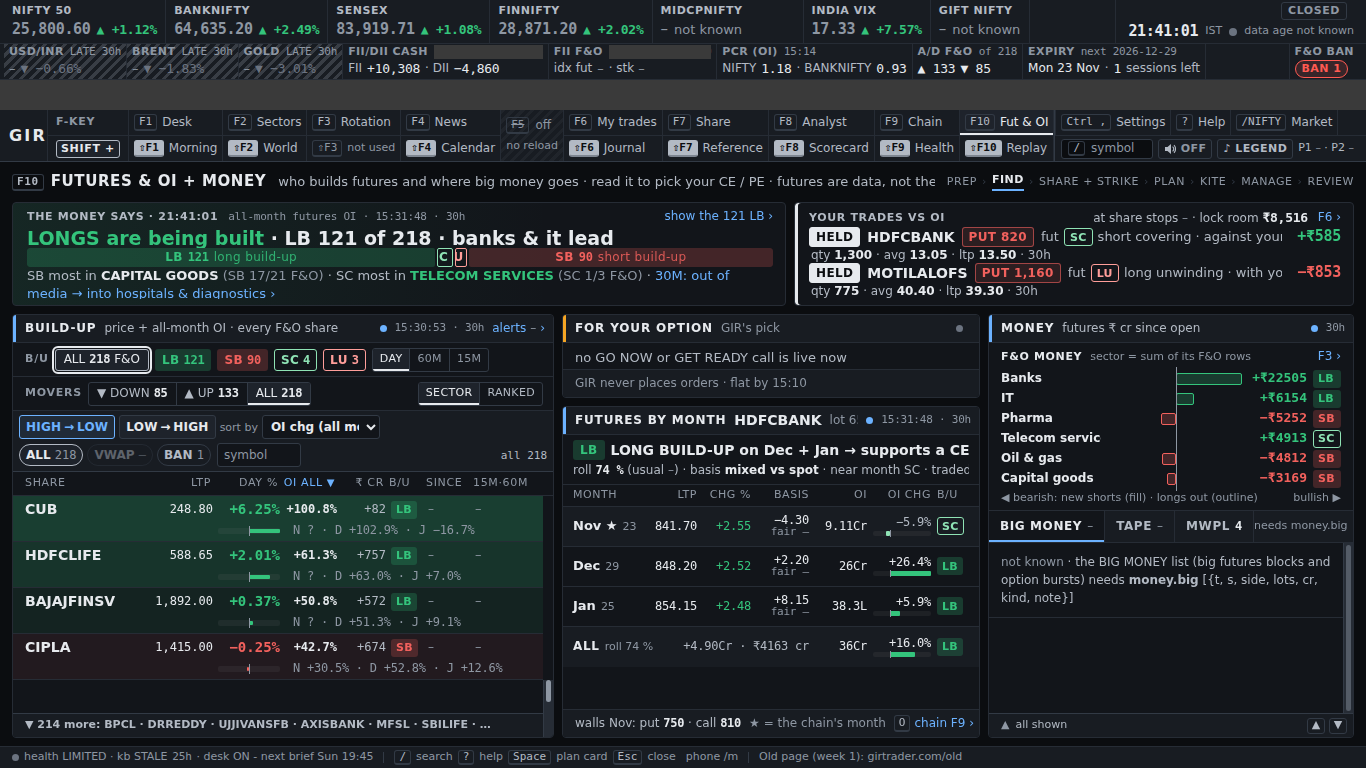 NIFTY 50 BANKNIFTY SENSEX FINNIFTY MIDCPNIFTY INDIA VIX GIFT NIFTY CLOSED
25,800.60 ▲ +1.12% 64,635.20 ▲ +2.49% 83,919.71 ▲ +1.08% 28,871.20 ▲ +2.02% – not known 17.33 ▲ +7.57% – not known 21:41:01 IST data age not known
USD/INR LATE 30h BRENT LATE 30h GOLD LATE 30h FII/DII CASH FII F&O PCR (OI) 15:14 A/D F&O of 218 EXPIRY next 2026-12-29 F&O BAN
– ▼ −0.66% – ▼ −1.83% – ▼ −3.01% FII +10,308 · DII −4,860 idx fut – · stk – NIFTY 1.18 · BANKNIFTY 0.93 ▲ 133 ▼ 85 Mon 23 Nov · 1 sessions left BAN 1
GIR F-KEY F1 Desk F2 Sectors F3 Rotation F4 News F5 off F6 My trades F7 Share F8 Analyst F9 Chain F10 Fut & OI Ctrl , Settings ? Help /NIFTY Market
SHIFT + ⇧F1 Morning ⇧F2 World ⇧F3 not used ⇧F4 Calendar no reload ⇧F6 Journal ⇧F7 Reference ⇧F8 Scorecard ⇧F9 Health ⇧F10 Replay / symbol OFF ♪ LEGEND P1 – · P2 –
F10 FUTURES & OI + MONEY who builds futures and where big money goes · read it to pick your CE / PE · futures are data, not the PREP › FIND › SHARE + STRIKE › PLAN › KITE › MANAGE › REVIEW
THE MONEY SAYS · 21:41:01 all-month futures OI · 15:31:48 · 30h show the 121 LB ›
LONGS are being built · LB 121 of 218 · banks & it lead
LB 121 long build-up C U SB 90 short build-up
SB most in CAPITAL GOODS (SB 17/21 F&O) · SC most in TELECOM SERVICES (SC 1/3 F&O) · 30M: out of
media → into hospitals & diagnostics ›
YOUR TRADES VS OI at share stops – · lock room ₹8,516 F6 ›
HELD HDFCBANK PUT 820 fut SC short covering · against your +₹585
qty 1,300 · avg 13.05 · ltp 13.50 · 30h
HELD MOTILALOFS PUT 1,160 fut LU long unwinding · with yo −₹853
qty 775 · avg 40.40 · ltp 39.30 · 30h
BUILD-UP price + all-month OI · every F&O share 15:30:53 · 30h alerts – ›
B/U ALL 218 F&O LB 121 SB 90 SC 4 LU 3 DAY 60M 15M
MOVERS ▼ DOWN 85 ▲ UP 133 ALL 218 SECTOR RANKED
HIGH → LOW LOW → HIGH sort by OI chg (all m
ALL 218 VWAP – BAN 1 symbol all 218
SHARE LTP DAY % OI ALL ▼ ₹ CR B/U SINCE 15M·60M
CUB 248.80 +6.25% +100.8% +82 LB – –
N ? · D +102.9% · J −16.7%
HDFCLIFE 588.65 +2.01% +61.3% +757 LB – –
N ? · D +63.0% · J +7.0%
BAJAJFINSV 1,892.00 +0.37% +50.8% +572 LB – –
N ? · D +51.3% · J +9.1%
CIPLA 1,415.00 −0.25% +42.7% +674 SB – –
N +30.5% · D +52.8% · J +12.6%
▼ 214 more: BPCL · DRREDDY · UJJIVANSFB · AXISBANK · MFSL · SBILIFE · …
FOR YOUR OPTION GIR's pick
no GO NOW or GET READY call is live now
GIR never places orders · flat by 15:10
FUTURES BY MONTH HDFCBANK lot 6 15:31:48 · 30h
LB LONG BUILD-UP on Dec + Jan → supports a CE
roll 74 % (usual –) · basis mixed vs spot · near month SC · traded
MONTH LTP CHG % BASIS OI OI CHG B/U
Nov ★ 23 841.70 +2.55 −4.30 fair – 9.11Cr −5.9% SC
Dec 29 848.20 +2.52 +2.20 fair – 26Cr +26.4% LB
Jan 25 854.15 +2.48 +8.15 fair – 38.3L +5.9% LB
ALL roll 74 % +4.90Cr · ₹4163 cr 36Cr +16.0% LB
walls Nov: put 750 · call 810 ★ = the chain's month O chain F9 ›
MONEY futures ₹ cr since open 30h
F&O MONEY sector = sum of its F&O rows F3 ›
Banks +₹22505 LB
IT +₹6154 LB
Pharma −₹5252 SB
Telecom servic +₹4913 SC
Oil & gas −₹4812 SB
Capital goods −₹3169 SB
◀ bearish: new shorts (fill) · longs out (outline) bullish ▶
BIG MONEY – TAPE – MWPL 4 needs money.big
not known · the BIG MONEY list (big futures blocks and
option bursts) needs money.big [{t, s, side, lots, cr,
kind, note}]
▲ all shown ▲ ▼
health LIMITED · kb STALE 25h · desk ON - next brief Sun 19:45 / search ? help Space plan card Esc close phone /m Old page (week 1): girtrader.com/old